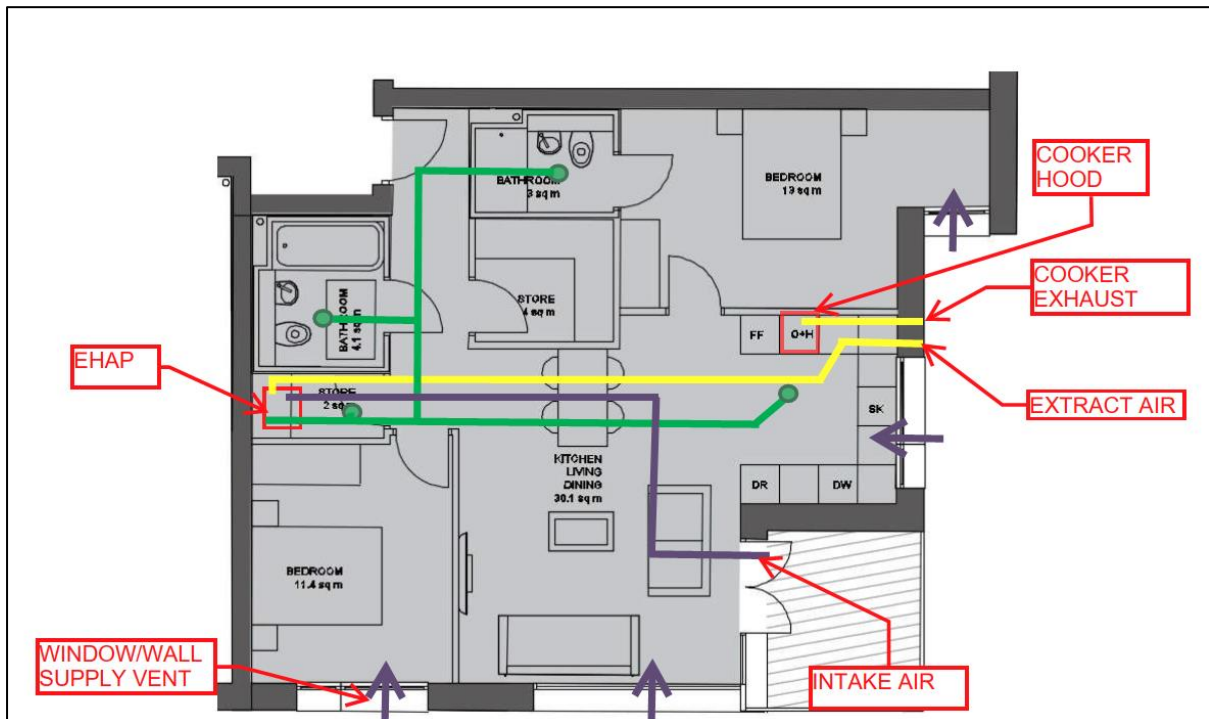 COOKER
HOOD
BATHROOM
3 sq m
BEDROOM
13 sq m
COOKER
EXHAUST
STORE
4 sq m
BATHROOM
4.1 sq m
FF
O+H
EHAP
STORE
2 sq
EXTRACT AIR
SK
KITCHEN
LIVING
DINING
30.1 sq m
DR
DW
BEDROOM
11.4 sq m
WINDOW/WALL
SUPPLY VENT
INTAKE AIR